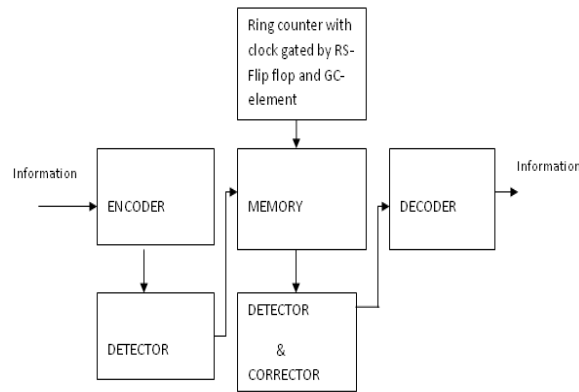 Ring counter with
clock gated by RS-
Flip flop and GC-
element
Information
ENCODER
MEMORY
DECODER
Information
DETECTOR
DETECTOR
&
CORRECTOR